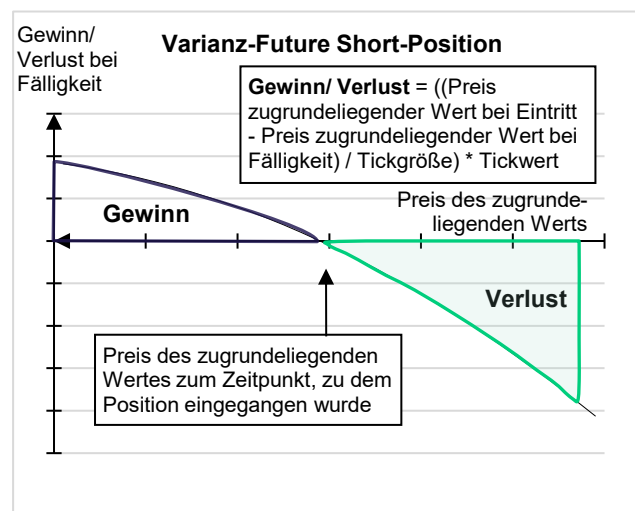 Gewinn/
Verlust bei
Fälligkeit
Varianz-Future Short-Position
Gewinn/ Verlust = ((Preis
zugrundeliegender Wert bei Eintritt
- Preis zugrundeliegender Wert bei
Fälligkeit) / Tickgröße) * Tickwert
Preis des zugrunde-
liegenden Werts
Gewinn
Verlust
Preis des zugrundeliegenden
Wertes zum Zeitpunkt, zu dem
Position eingegangen wurde